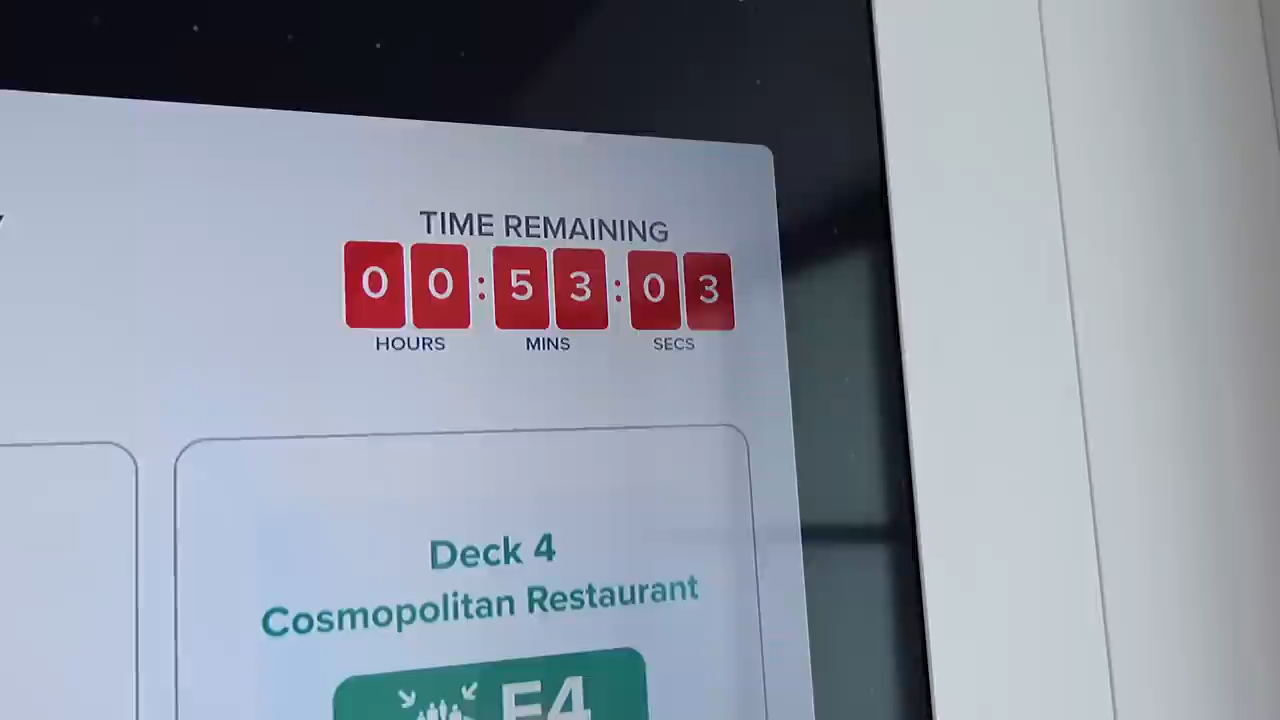 TIME REMAINING
00:53:03
HOURS MINS SECS
Deck 4
Cosmopolitan Restaurant
E4